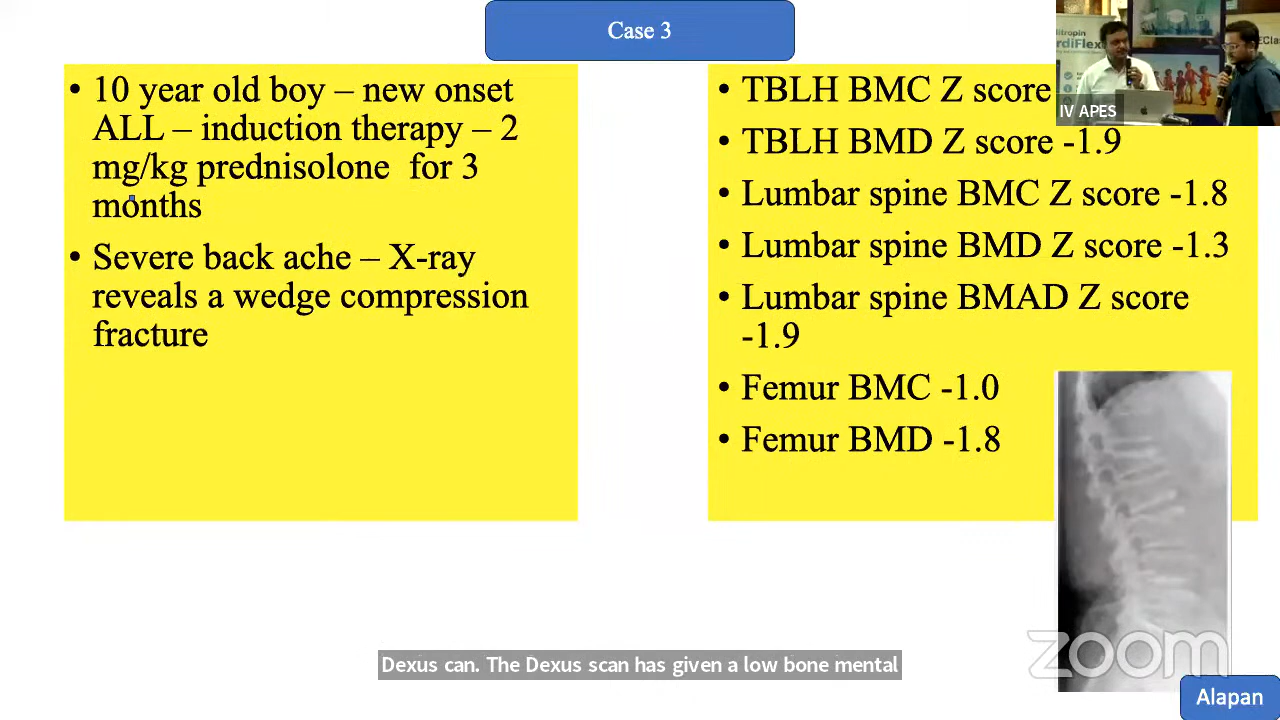 Case 3
• 10 year old boy – new onset
ALL – induction therapy – 2
mg/kg prednisolone for 3
months
• Severe back ache – X-ray
reveals a wedge compression
fracture
• TBLH BMC Z score
• TBLH BMD Z score -1.9
• Lumbar spine BMC Z score -1.8
• Lumbar spine BMD Z score -1.3
• Lumbar spine BMAD Z score
-1.9
• Femur BMC -1.0
• Femur BMD -1.8
IV APES
Dexus can. The Dexus scan has given a low bone mental
zoom
Alapan